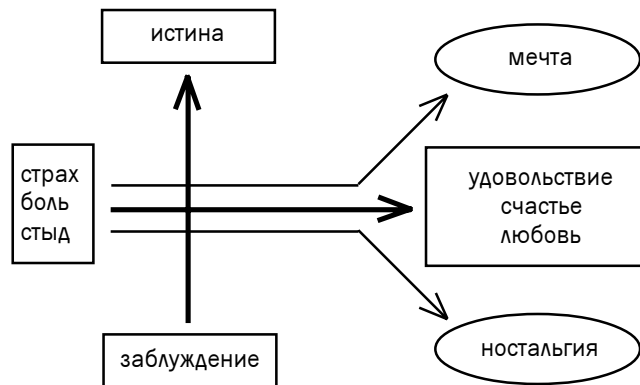 истина
мечта
страх
боль
стыд
удовольствие
счастье
любовь
заблуждение
ностальгия